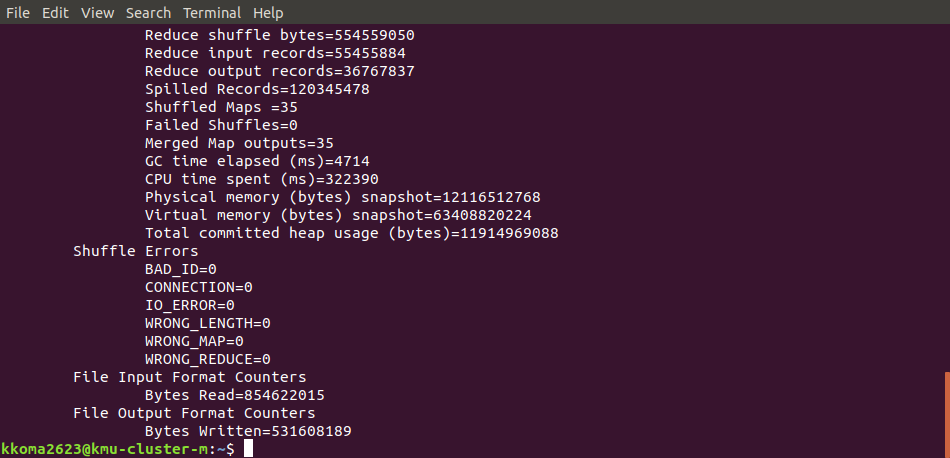 File Edit View Search Terminal Help
Reduce shuffle bytes=554559050
Reduce input records=55455884
Reduce output records=36767837
Spilled Records=120345478
Shuffled Maps =35
Failed Shuffles=0
Merged Map outputs=35
GC time elapsed (ms)=4714
CPU time spent (ms)=322390
Physical memory (bytes) snapshot=12116512768
Virtual memory (bytes) snapshot=63408820224
Total committed heap usage (bytes)=11914969088
Shuffle Errors
BAD_ID=0
CONNECTION=0
IO_ERROR=0
WRONG_LENGTH=0
WRONG_MAP=0
WRONG_REDUCE=0
File Input Format Counters
Bytes Read=854622015
File Output Format Counters
Bytes Written=531608189
kkoma2623@kmu-cluster-m:~$